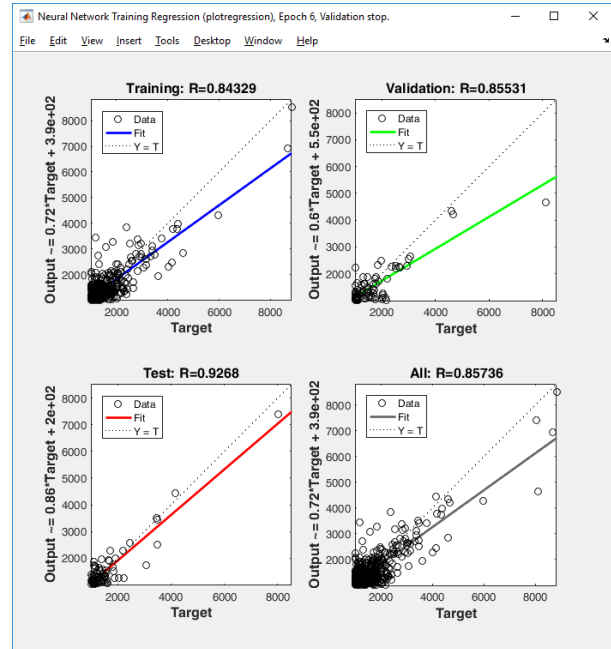 Neural Network Training Regression (plotregression), Epoch 6, Validation stop.
File Edit View Insert Tools Desktop Window Help
Training: R=0.84329
Output ~= 0.72*Target + 3.9e+02
8000
7000
6000
5000
4000
3000
2000
Data
Fit
Y = T
2000 4000 6000 8000
Target
Validation: R=0.85531
Output ~= 0.6*Target + 5.5e+02
8000
7000
6000
5000
4000
3000
2000
Data
Fit
Y = T
2000 4000 6000 8000
Target
Test: R=0.9268
Output ~= 0.86*Target + 2e+02
8000
7000
6000
5000
4000
3000
2000
Data
Fit
Y = T
2000 4000 6000 8000
Target
All: R=0.85736
Output ~= 0.72*Target + 3.9e+02
8000
7000
6000
5000
4000
3000
2000
Data
Fit
Y = T
2000 4000 6000 8000
Target